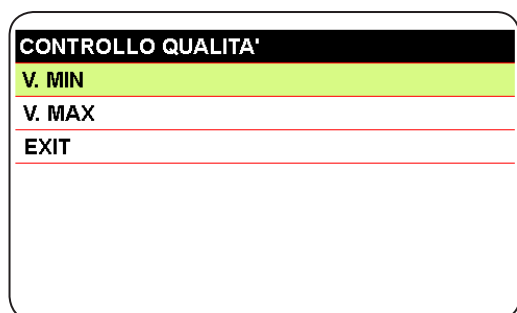 CONTROLLO QUALITA'
V. MIN
V. MAX
EXIT